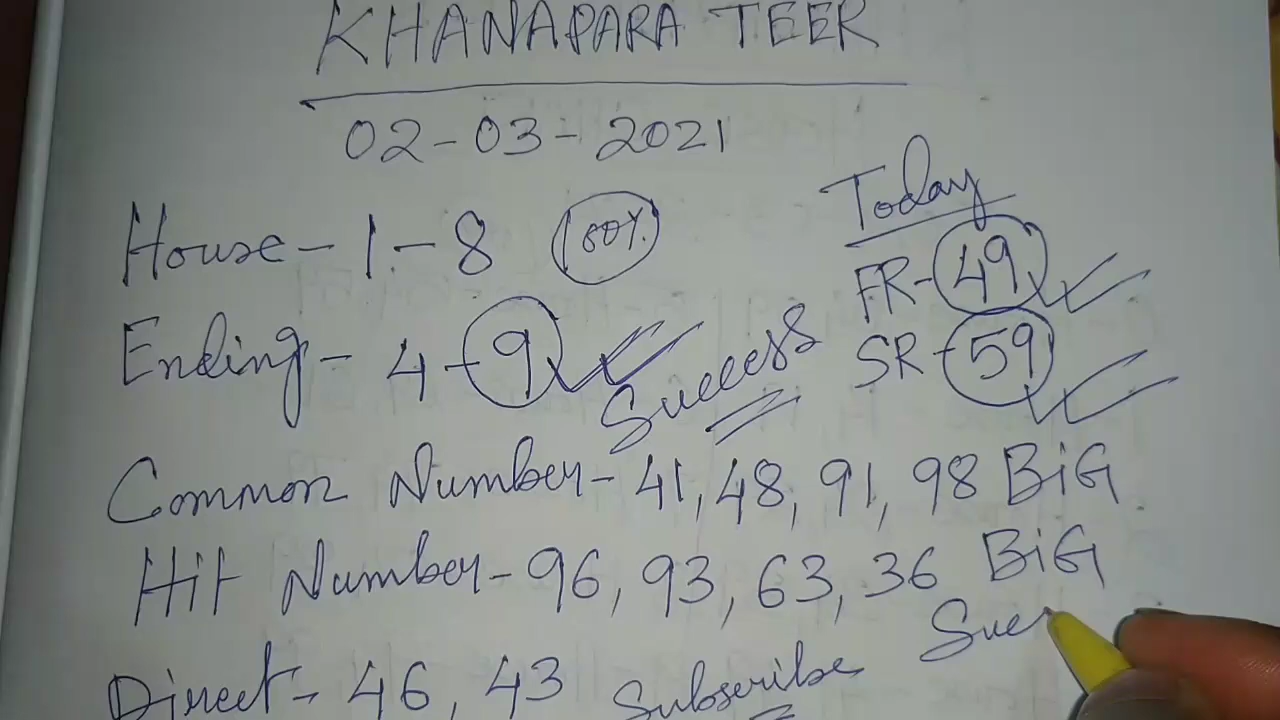 KHANAPARA TEER
02-03-2021
House-1-8 100%
Today
FR-49
Ending-4-9
SR-59
Success
Common Number-41, 48, 91, 98 BiG
Hit Number-96, 93, 63, 36 BiG
Suc
Direct-46, 43 Subscribe